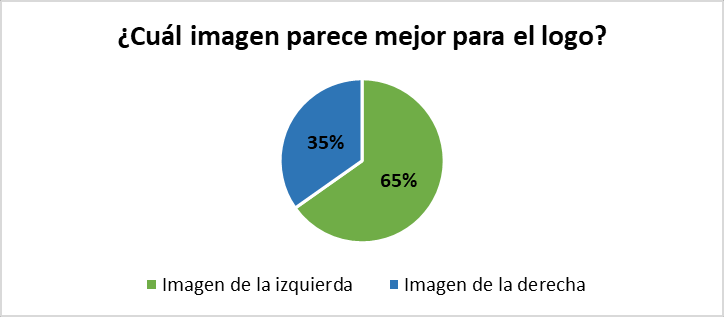 ¿Cuál imagen parece mejor para el logo?
35%
65%
Imagen de la izquierda
Imagen de la derecha